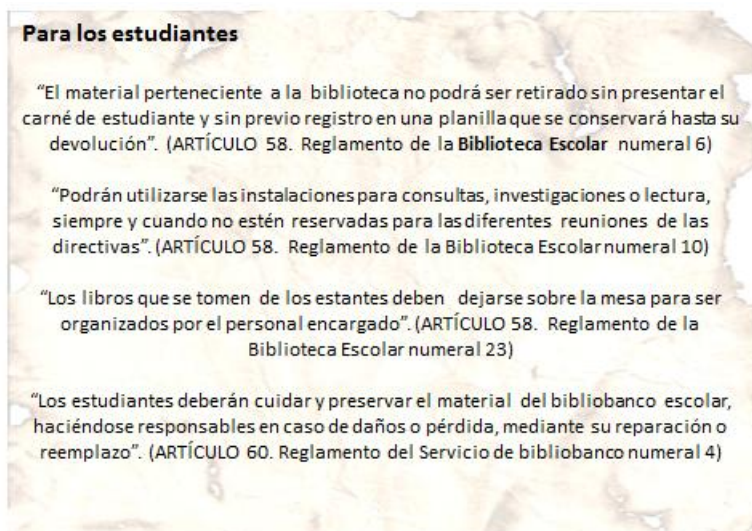 Para los estudiantes
“El material perteneciente a la biblioteca no podrá ser retirado sin presentar el
carné de estudiante y sin previo registro en una planilla que se conservará hasta su
devolución”. (ARTÍCULO 58. Reglamento de la Biblioteca Escolar numeral 6)
“Podrán utilizarse las instalaciones para consultas, investigaciones o lectura,
siempre y cuando no estén reservadas para las diferentes reuniones de las
directivas”. (ARTÍCULO 58. Reglamento de la Biblioteca Escolar numeral 10)
“Los libros que se tomen de los estantes deben dejarse sobre la mesa para ser
organizados por el personal encargado”. (ARTÍCULO 58. Reglamento de la
Biblioteca Escolar numeral 23)
“Los estudiantes deberán cuidar y preservar el material del bibliobanco escolar,
haciéndose responsables en caso de daños o pérdida, mediante su reparación o
reemplazo”. (ARTÍCULO 60. Reglamento del Servicio de bibliobanco numeral 4)